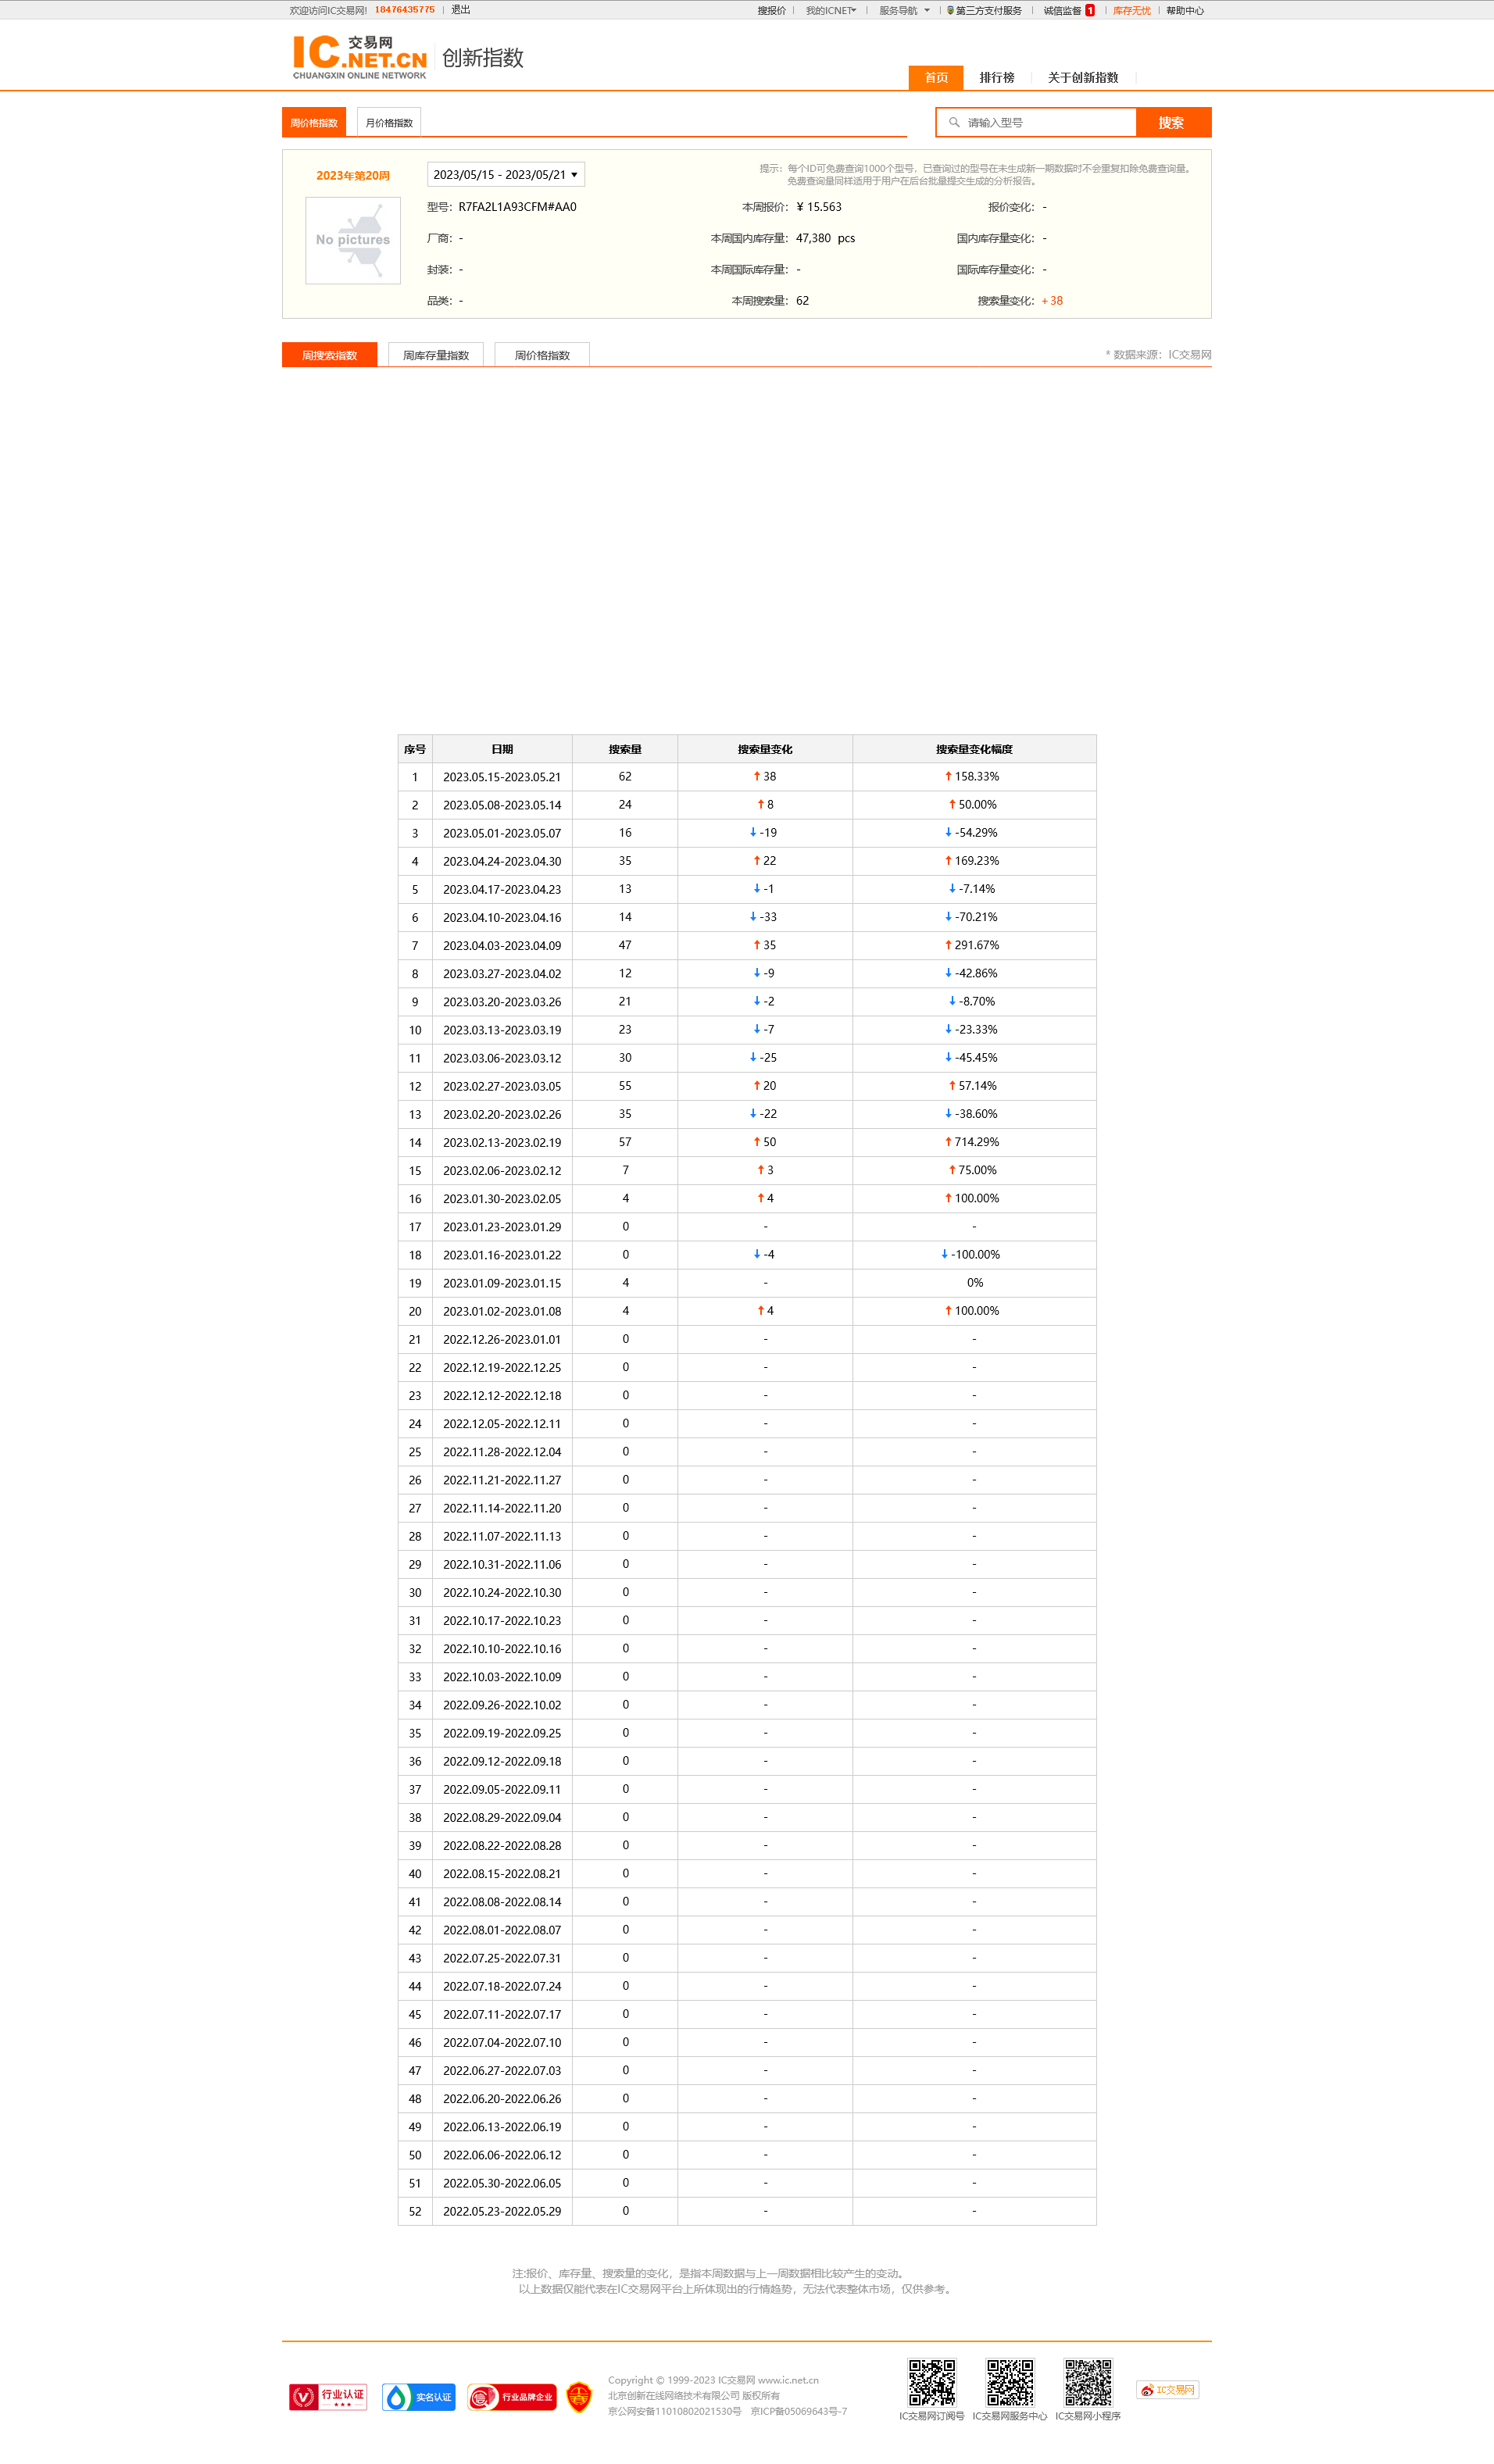 欢迎访问IC交易网! 18476435775 退出 搜报价 我的ICNET 服务导航 第三方支付服务 诚信监督 1 库存无忧 帮助中心
IC 交易网 .NET.CN 创新指数
CHUANGXIN ONLINE NETWORK
首页 排行榜 关于创新指数
周价格指数 月价格指数 请输入型号 搜索
2023年第20周 2023/05/15 - 2023/05/21
提示：每个ID可免费查询1000个型号，已查询过的型号在未生成新一期数据时不会重复扣除免费查询量。
免费查询量同样适用于用户在后台批量提交生成的分析报告。
型号：R7FA2L1A93CFM#AA0 本周报价：¥ 15.563 报价变化：-
No pictures
厂商：- 本周国内库存量：47,380 pcs 国内库存量变化：-
封装：- 本周国际库存量：- 国际库存量变化：-
品类：- 本周搜索量：62 搜索量变化：+ 38
周搜索指数 周库存量指数 周价格指数 * 数据来源：IC交易网
序号 日期 搜索量 搜索量变化 搜索量变化幅度
1 2023.05.15-2023.05.21 62 ↑ 38 ↑ 158.33%
2 2023.05.08-2023.05.14 24 ↑ 8 ↑ 50.00%
3 2023.05.01-2023.05.07 16 ↓ -19 ↓ -54.29%
4 2023.04.24-2023.04.30 35 ↑ 22 ↑ 169.23%
5 2023.04.17-2023.04.23 13 ↓ -1 ↓ -7.14%
6 2023.04.10-2023.04.16 14 ↓ -33 ↓ -70.21%
7 2023.04.03-2023.04.09 47 ↑ 35 ↑ 291.67%
8 2023.03.27-2023.04.02 12 ↓ -9 ↓ -42.86%
9 2023.03.20-2023.03.26 21 ↓ -2 ↓ -8.70%
10 2023.03.13-2023.03.19 23 ↓ -7 ↓ -23.33%
11 2023.03.06-2023.03.12 30 ↓ -25 ↓ -45.45%
12 2023.02.27-2023.03.05 55 ↑ 20 ↑ 57.14%
13 2023.02.20-2023.02.26 35 ↓ -22 ↓ -38.60%
14 2023.02.13-2023.02.19 57 ↑ 50 ↑ 714.29%
15 2023.02.06-2023.02.12 7 ↑ 3 ↑ 75.00%
16 2023.01.30-2023.02.05 4 ↑ 4 ↑ 100.00%
17 2023.01.23-2023.01.29 0 - -
18 2023.01.16-2023.01.22 0 ↓ -4 ↓ -100.00%
19 2023.01.09-2023.01.15 4 - 0%
20 2023.01.02-2023.01.08 4 ↑ 4 ↑ 100.00%
21 2022.12.26-2023.01.01 0 - -
22 2022.12.19-2022.12.25 0 - -
23 2022.12.12-2022.12.18 0 - -
24 2022.12.05-2022.12.11 0 - -
25 2022.11.28-2022.12.04 0 - -
26 2022.11.21-2022.11.27 0 - -
27 2022.11.14-2022.11.20 0 - -
28 2022.11.07-2022.11.13 0 - -
29 2022.10.31-2022.11.06 0 - -
30 2022.10.24-2022.10.30 0 - -
31 2022.10.17-2022.10.23 0 - -
32 2022.10.10-2022.10.16 0 - -
33 2022.10.03-2022.10.09 0 - -
34 2022.09.26-2022.10.02 0 - -
35 2022.09.19-2022.09.25 0 - -
36 2022.09.12-2022.09.18 0 - -
37 2022.09.05-2022.09.11 0 - -
38 2022.08.29-2022.09.04 0 - -
39 2022.08.22-2022.08.28 0 - -
40 2022.08.15-2022.08.21 0 - -
41 2022.08.08-2022.08.14 0 - -
42 2022.08.01-2022.08.07 0 - -
43 2022.07.25-2022.07.31 0 - -
44 2022.07.18-2022.07.24 0 - -
45 2022.07.11-2022.07.17 0 - -
46 2022.07.04-2022.07.10 0 - -
47 2022.06.27-2022.07.03 0 - -
48 2022.06.20-2022.06.26 0 - -
49 2022.06.13-2022.06.19 0 - -
50 2022.06.06-2022.06.12 0 - -
51 2022.05.30-2022.06.05 0 - -
52 2022.05.23-2022.05.29 0 - -
注:报价、库存量、搜索量的变化，是指本周数据与上一周数据相比较产生的变动。
以上数据仅能代表在IC交易网平台上所体现出的行情趋势，无法代表整体市场，仅供参考。
行业认证 实名认证 行业品牌企业
Copyright © 1999-2023 IC交易网 www.ic.net.cn
北京创新在线网络技术有限公司 版权所有
京公网安备11010802021530号 京ICP备05069643号-7
IC交易网订阅号 IC交易网服务中心 IC交易网小程序
IC交易网